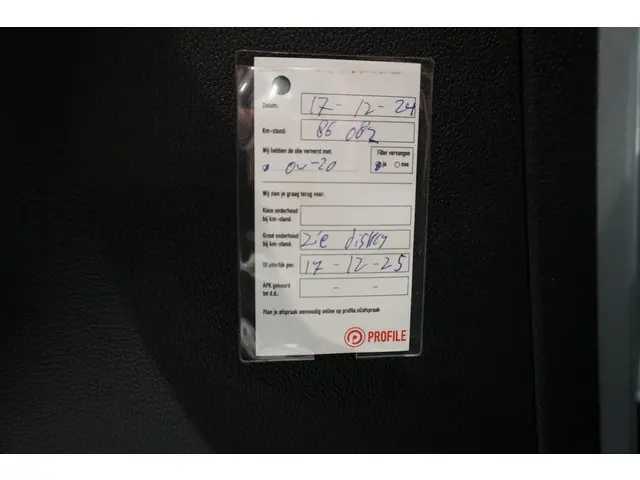 Datum: 17-12-24
Km-stand: 86 082
Wij hebben de olie ververst met: Filter vervangen
0W-20 ja nee
Wij zien je graag terug voor:
Klein onderhoud
bij km-stand:
Groot onderhoud
bij km-stand: zie display
Of uiterlijk per: 17-12-25
APK gekeurd
tot d.d.: - -
Plan je afspraak eenvoudig online op profile.nl/afspraak
PROFILE